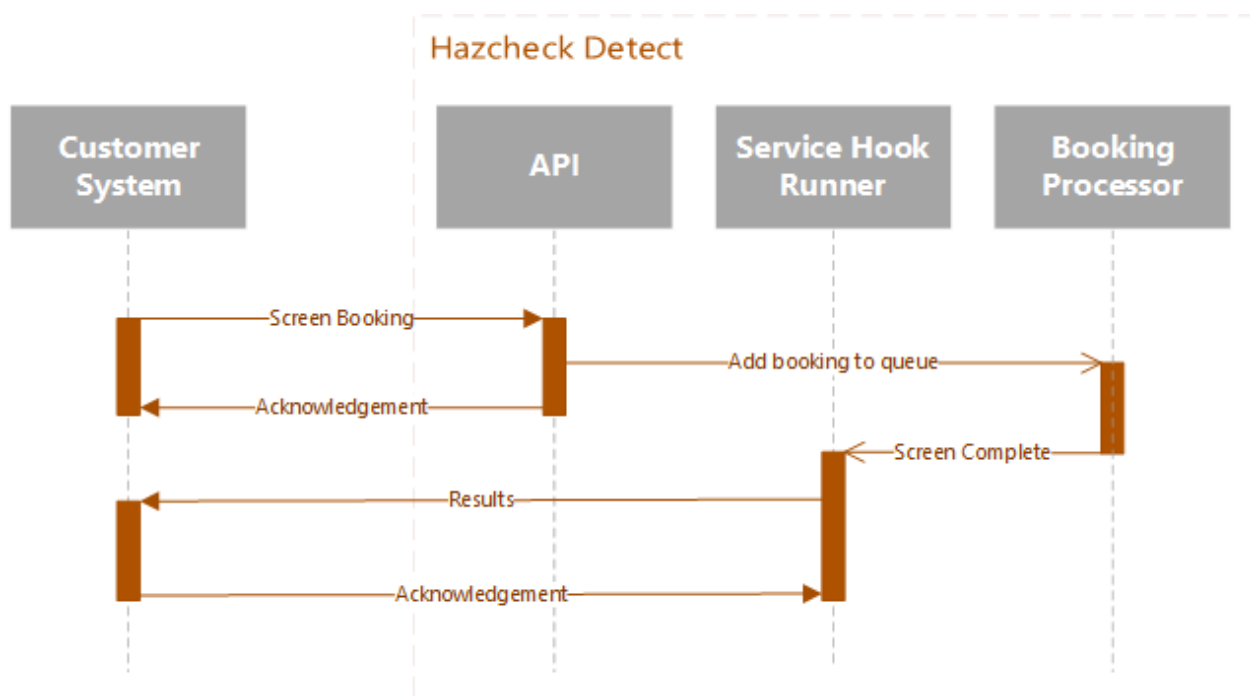 Hazcheck Detect
Customer
System
API
Service Hook
Runner
Booking
Processor
Screen Booking
Add booking to queue
Acknowledgement
Screen Complete
Results
Acknowledgement